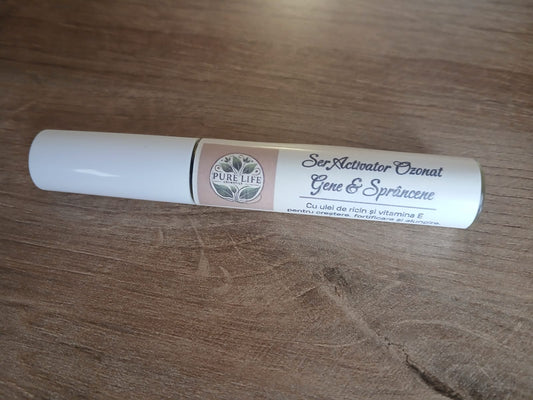 PURE LIFE
Ser Activator Ozonat
Gene & Sprâncene
Cu ulei de ricin și vitamina E
pentru creștere, fortificare și alungire.